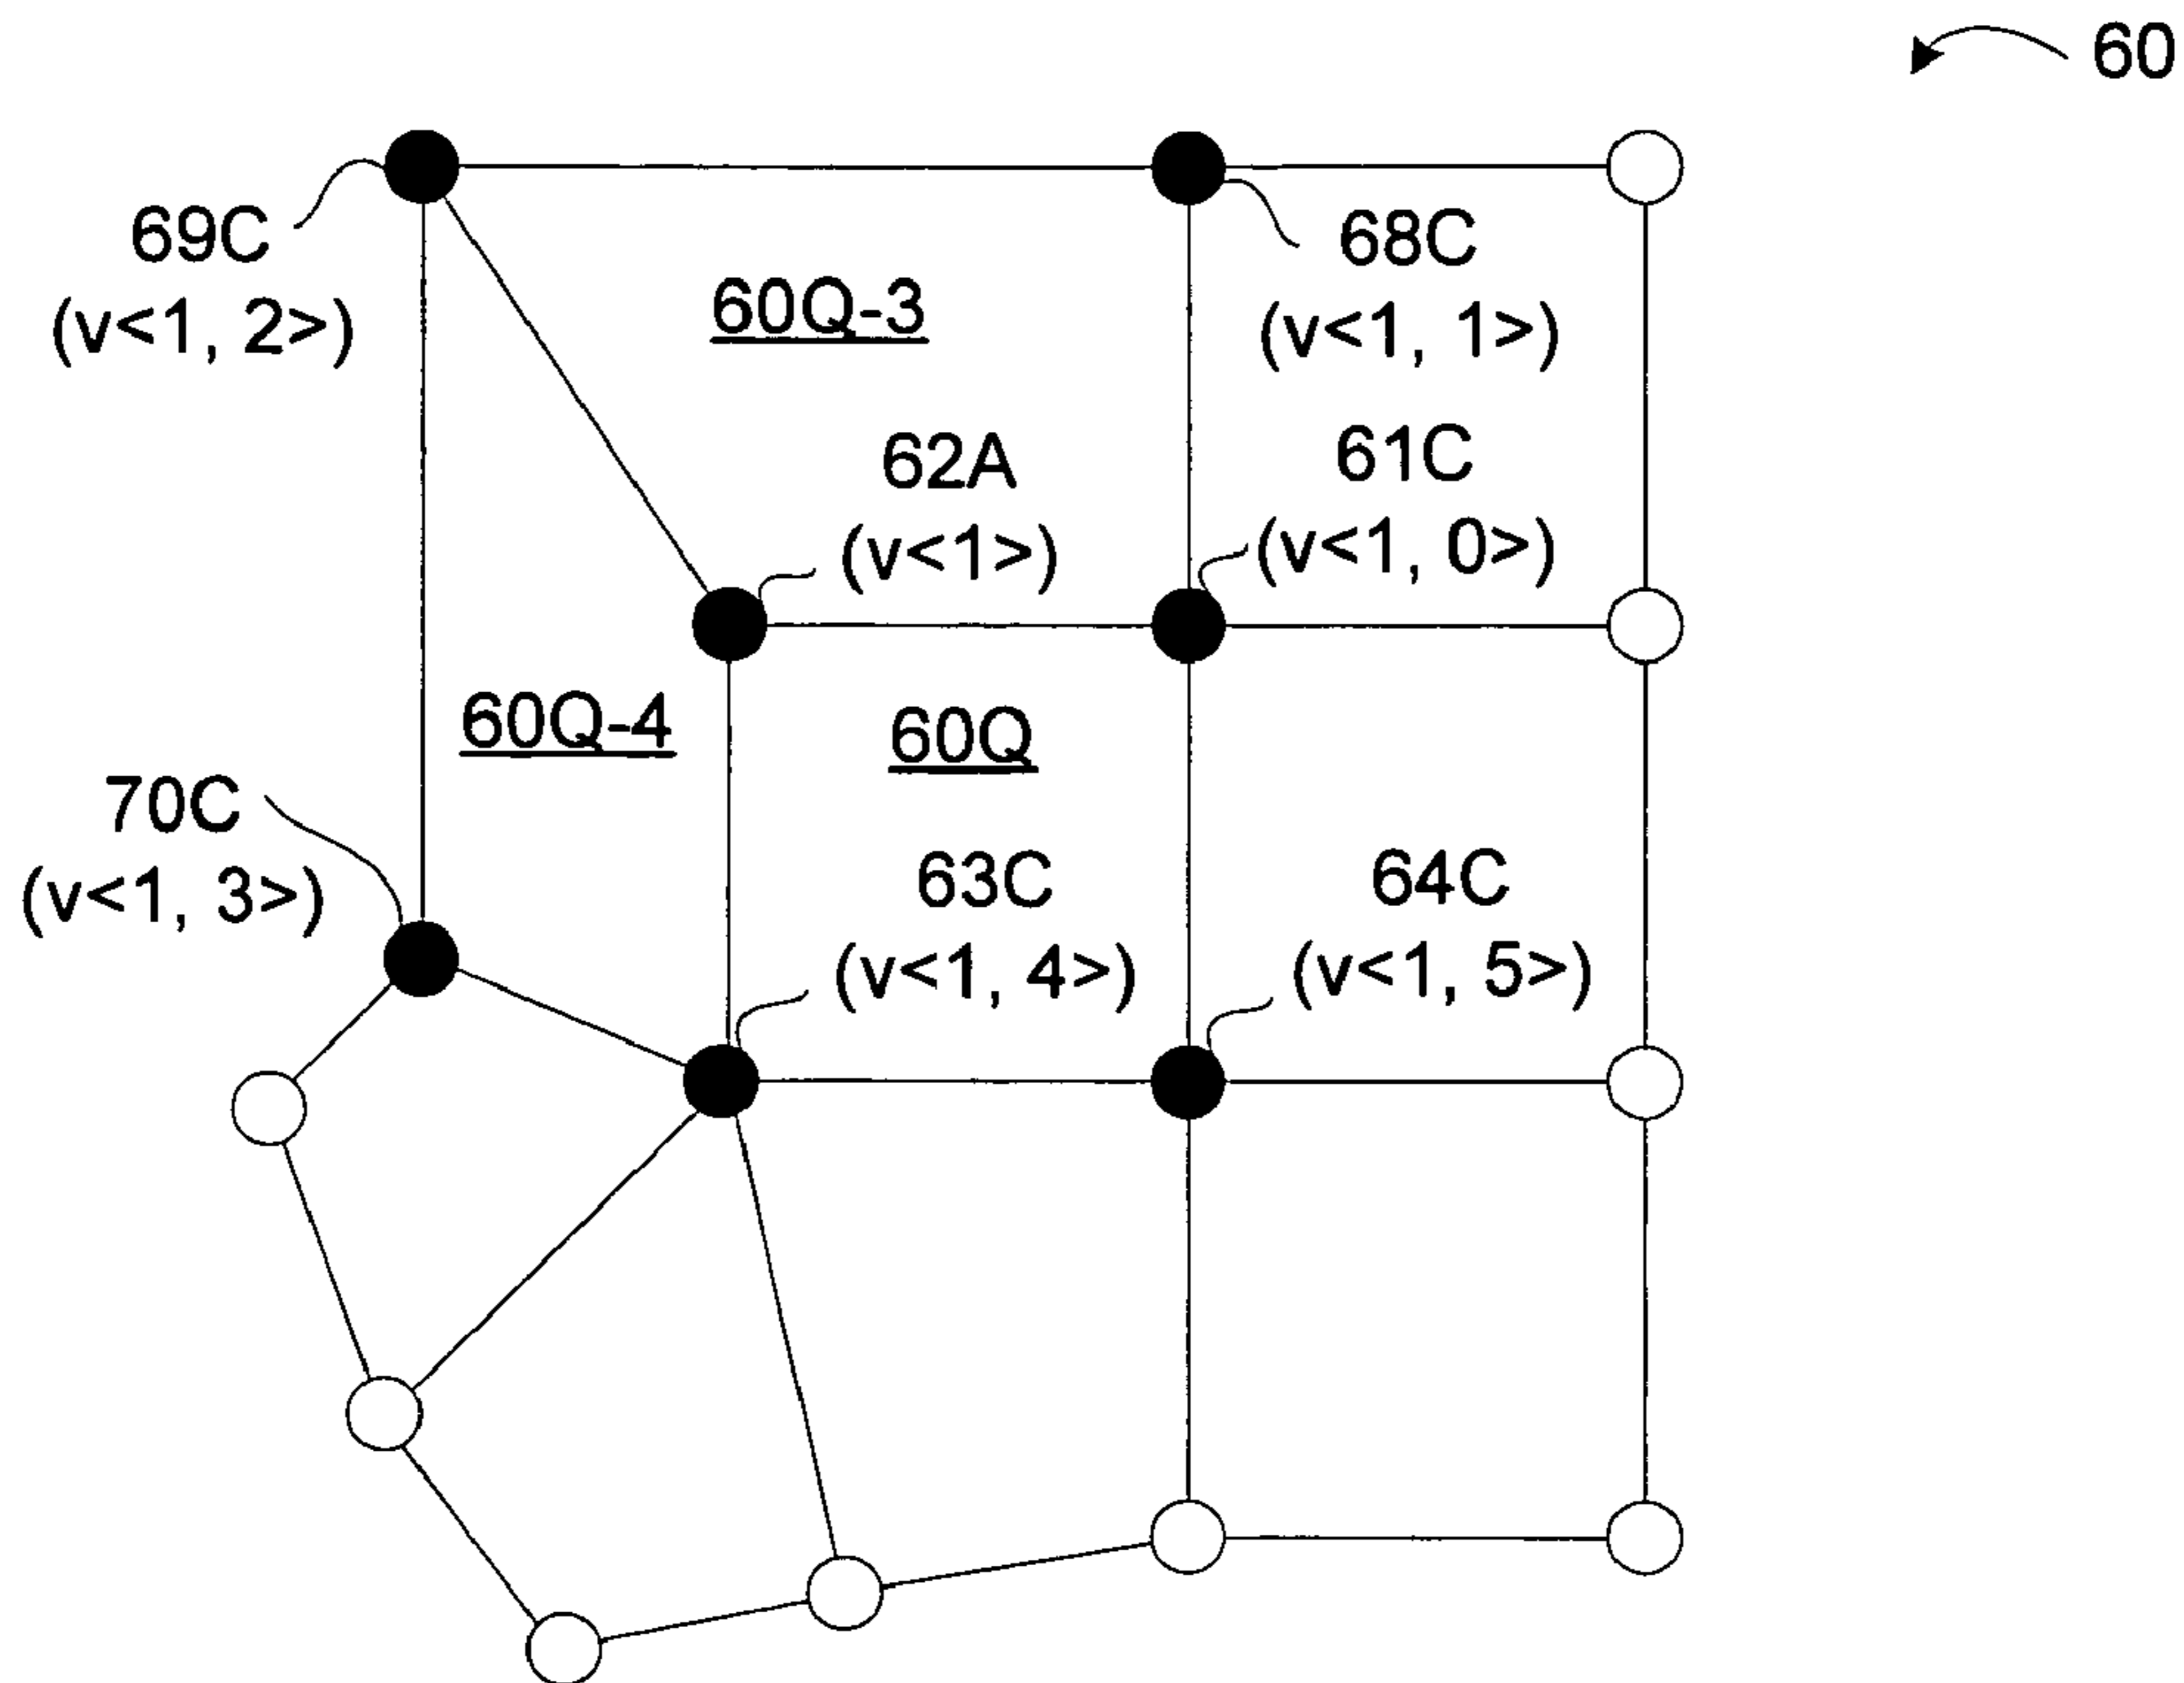 60
69C
(v<1, 2>)
60Q-3
68C
(v<1, 1>)
62A
(v<1>)
61C
(v<1, 0>)
60Q-4
60Q
70C
(v<1, 3>)
63C
(v<1, 4>)
64C
(v<1, 5>)